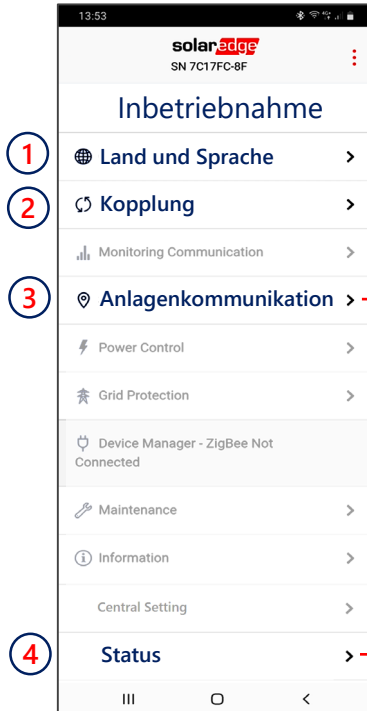 13:53
solaredge
SN 7C17FC-8F
Inbetriebnahme
1 Land und Sprache
2 Kopplung
Monitoring Communication
3 Anlagenkommunikation
Power Control
Grid Protection
Device Manager - ZigBee Not
Connected
Maintenance
Information
Central Setting
4 Status